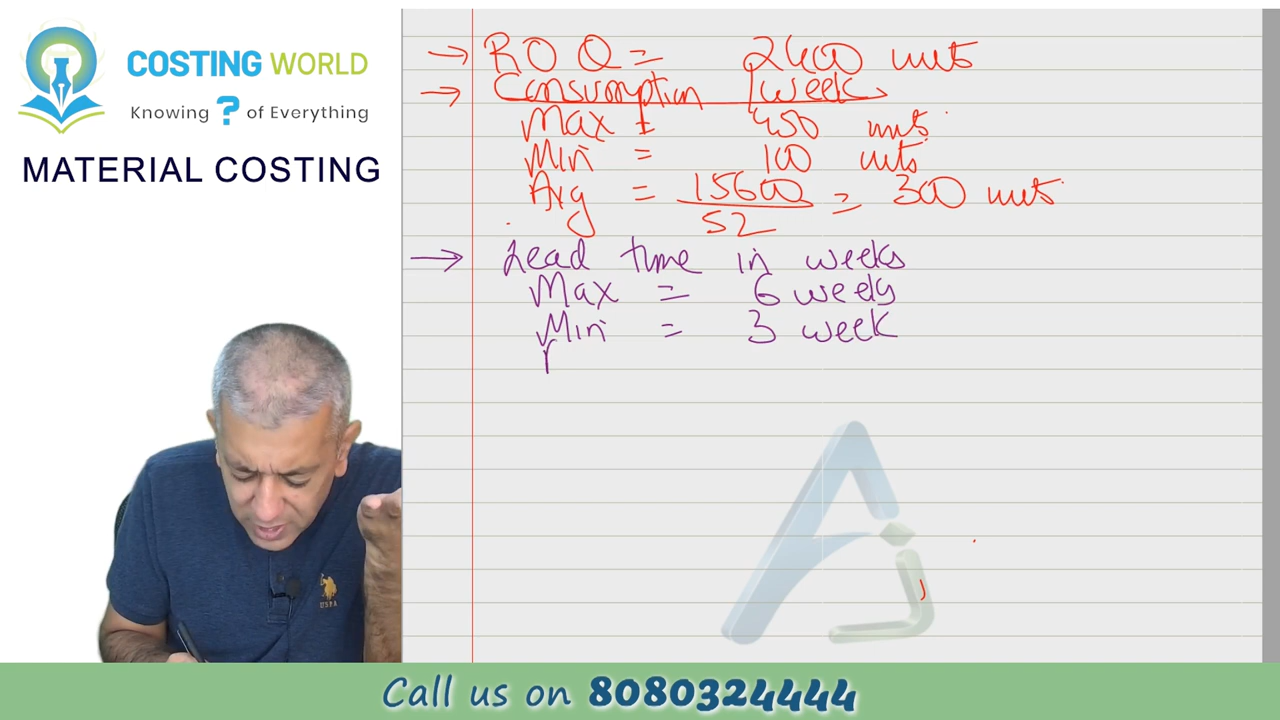 COSTING WORLD
Knowing ? of Everything
MATERIAL COSTING
→ ROQ = 2400 units
→ Consumption / week
Max = 450 units
Min = 100 units
Avg = 15600 / 52 = 300 units
→ Lead time in weeks
Max = 6 weeks
Min = 3 week
U.S.P.A
Call us on 8080324444